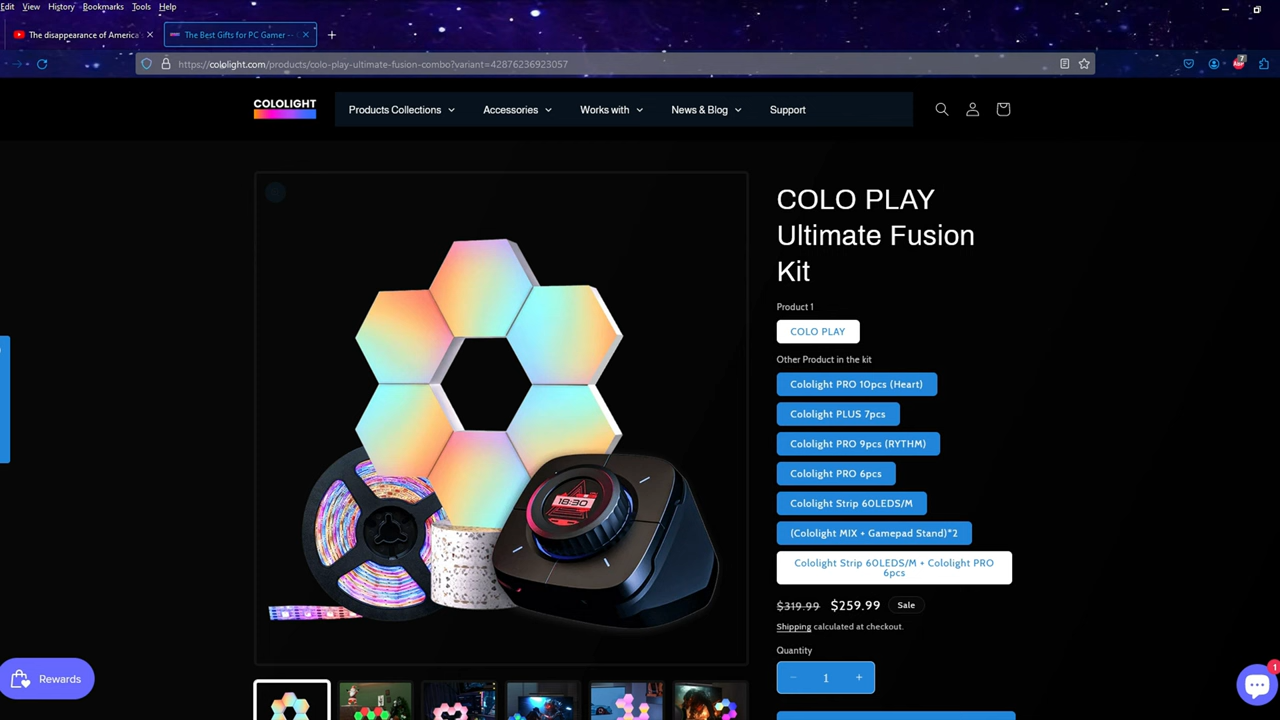 Edit View History Bookmarks Tools Help
The disappearance of America's
The Best Gifts for PC Gamer -- C
https://cololight.com/products/colo-play-ultimate-fusion-combo?variant=42876236923057
7
COLOLIGHT
Products Collections
Accessories
Works with
News & Blog
Support
COLO PLAY
Ultimate Fusion
Kit
Product 1
COLO PLAY
Other Product in the kit
Cololight PRO 10pcs (Heart)
Cololight PLUS 7pcs
Cololight PRO 9pcs (RYTHM)
Cololight PRO 6pcs
Cololight Strip 60LEDS/M
(Cololight MIX + Gamepad Stand)*2
Cololight Strip 60LEDS/M + Cololight PRO
6pcs
$319.99 $259.99 Sale
Shipping calculated at checkout.
Quantity
− 1 +
18:30
Rewards
1